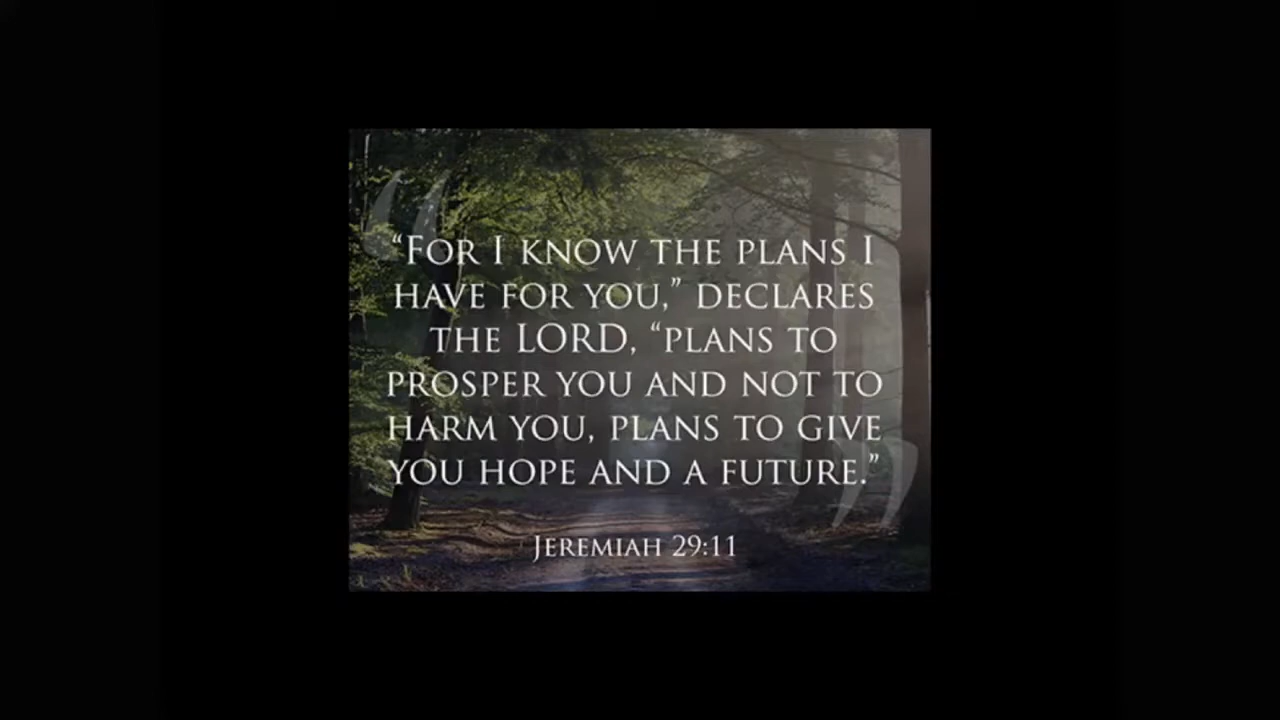 “For I know the plans I
have for you,” declares
the LORD, “plans to
prosper you and not to
harm you, plans to give
you hope and a future.”
Jeremiah 29:11